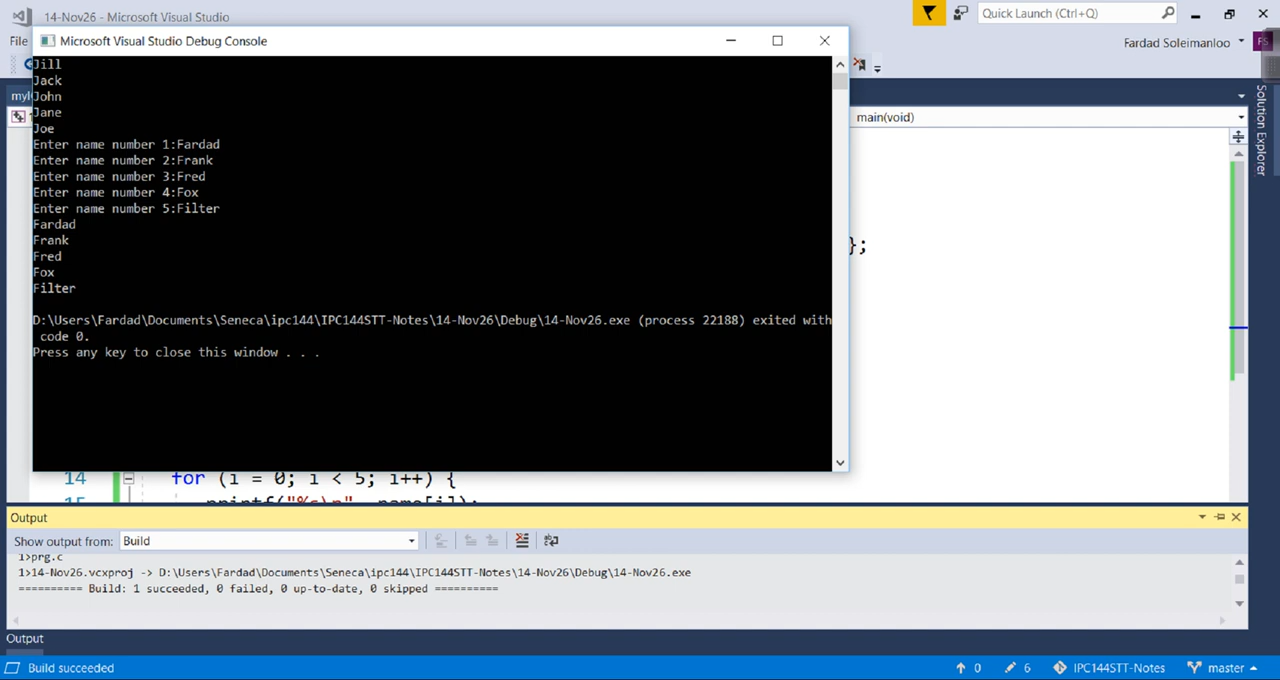 14-Nov26 - Microsoft Visual Studio
Quick Launch (Ctrl+Q)
File
Fardad Soleimanloo
FS
Microsoft Visual Studio Debug Console
Jill
Jack
John
Jane
Joe
Enter name number 1:Fardad
Enter name number 2:Frank
Enter name number 3:Fred
Enter name number 4:Fox
Enter name number 5:Filter
Fardad
Frank
Fred
Fox
Filter
D:\Users\Fardad\Documents\Seneca\ipc144\IPC144STT-Notes\14-Nov26\Debug\14-Nov26.exe (process 22188) exited with
code 0.
Press any key to close this window . . .
main(void)
Solution Explorer
};
14 for (i = 0; i < 5; i++) {
15 printf("%s\n", name[i]);
Output
Show output from: Build
1>prg.c
1>14-Nov26.vcxproj -> D:\Users\Fardad\Documents\Seneca\ipc144\IPC144STT-Notes\14-Nov26\Debug\14-Nov26.exe
========== Build: 1 succeeded, 0 failed, 0 up-to-date, 0 skipped ==========
Output
Build succeeded
0
6
IPC144STT-Notes
master